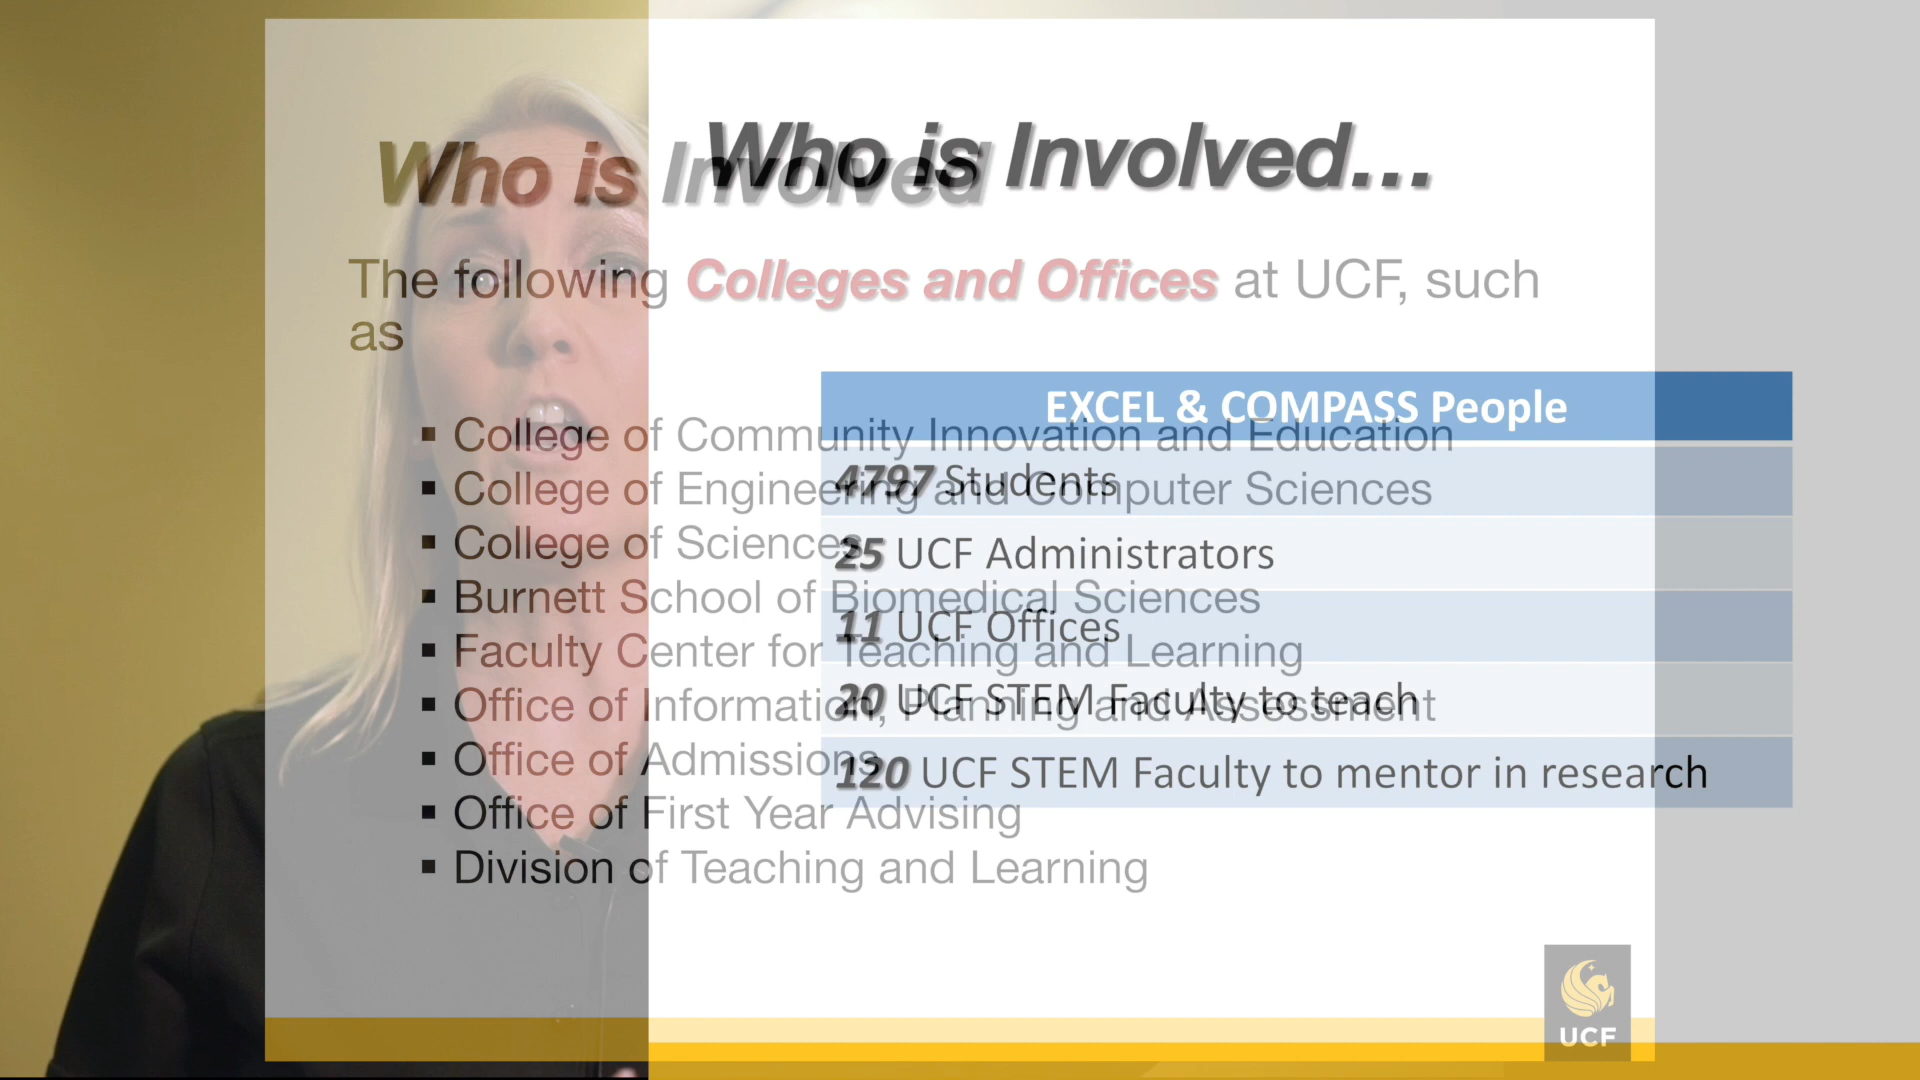 Who is Involved
The following Colleges and Offices at UCF, such
as
▪ College of Community Innovation and Education
▪ College of Engineering and Computer Sciences
▪ College of Sciences
▪ Burnett School of Biomedical Sciences
▪ Faculty Center for Teaching and Learning
▪ Office of Information, Planning and Assessment
▪ Office of Admissions
▪ Office of First Year Advising
▪ Division of Teaching and Learning
Who is Involved...
EXCEL & COMPASS People
4797 Students
25 UCF Administrators
11 UCF Offices
20 UCF STEM Faculty to teach
120 UCF STEM Faculty to mentor in research
UCF